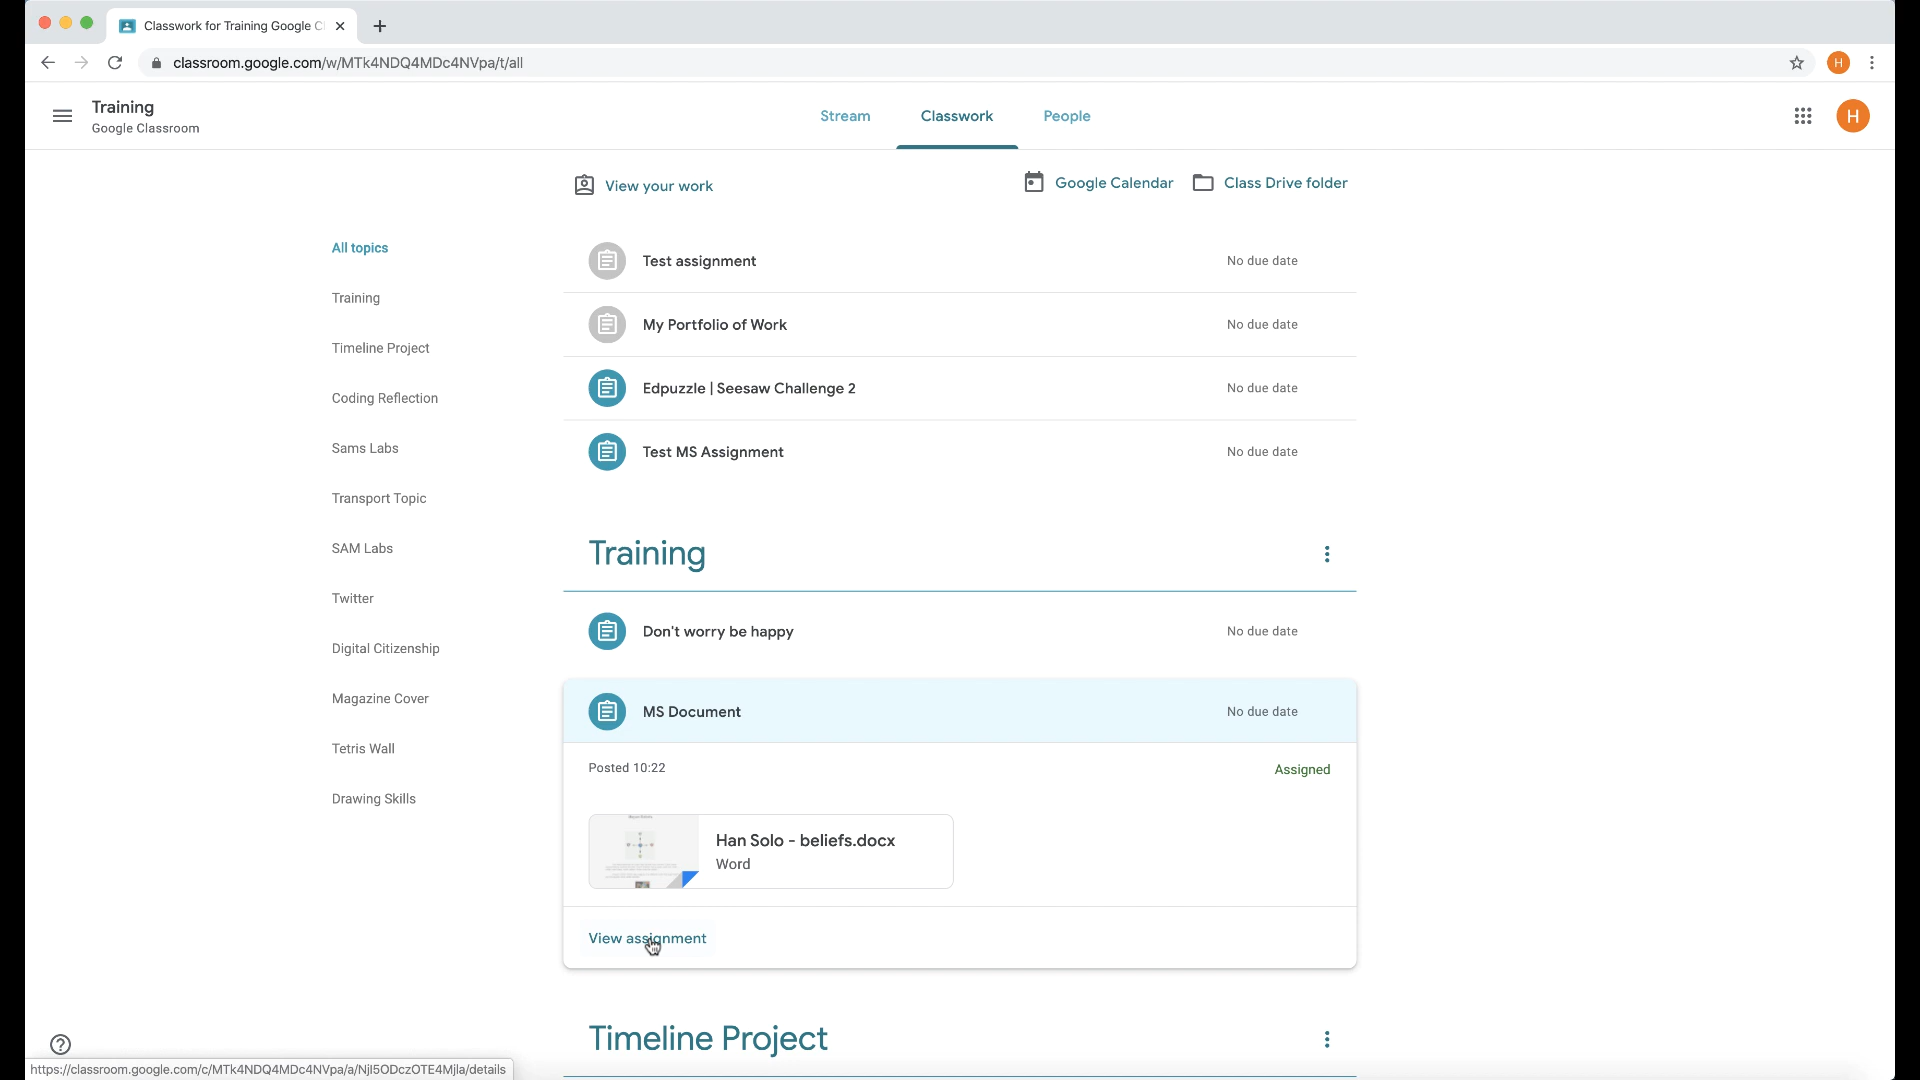 Classwork for Training Google Cl
classroom.google.com/w/MTk4NDQ4MDc4NVpa/t/all
H
Training
Google Classroom
Stream
Classwork
People
H
View your work
Google Calendar
Class Drive folder
All topics
Training
Timeline Project
Coding Reflection
Sams Labs
Transport Topic
SAM Labs
Twitter
Digital Citizenship
Magazine Cover
Tetris Wall
Drawing Skills
Test assignment No due date
My Portfolio of Work No due date
Edpuzzle | Seesaw Challenge 2 No due date
Test MS Assignment No due date
Training
Don't worry be happy No due date
MS Document No due date
Posted 10:22 Assigned
Han Solo - beliefs.docx
Word
View assignment
Timeline Project
https://classroom.google.com/c/MTk4NDQ4MDc4NVpa/a/NjI5ODczOTE4Mjla/details